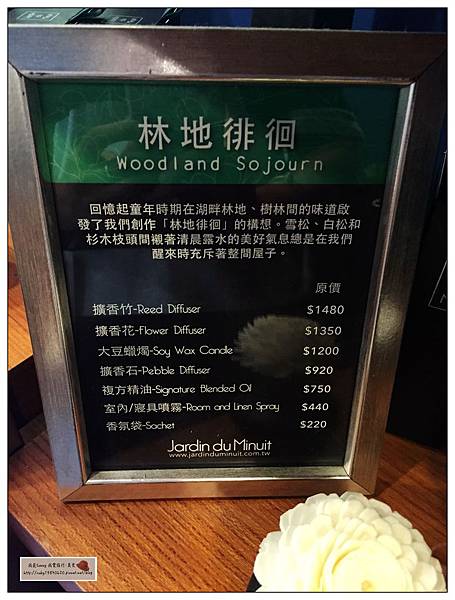 林地徘徊
Woodland Sojourn
回憶起童年時期在湖畔林地、樹林間的味道啟
發了我們創作「林地徘徊」的構想。雪松、白松和
杉木枝頭間襯著清晨露水的美好氣息總是在我們
醒來時充斥著整間屋子。
原價
擴香竹-Reed Diffuser $1480
擴香花-Flower Diffuser $1350
大豆蠟燭-Soy Wax Candle $1200
擴香石-Pebble Diffuser $920
複方精油-Signature Blended Oil $750
室內/寢具噴霧-Room and Linen Spray $440
香氛袋-Sachet $220
Jardin du Minuit
www.jardinduminuit.com.tw